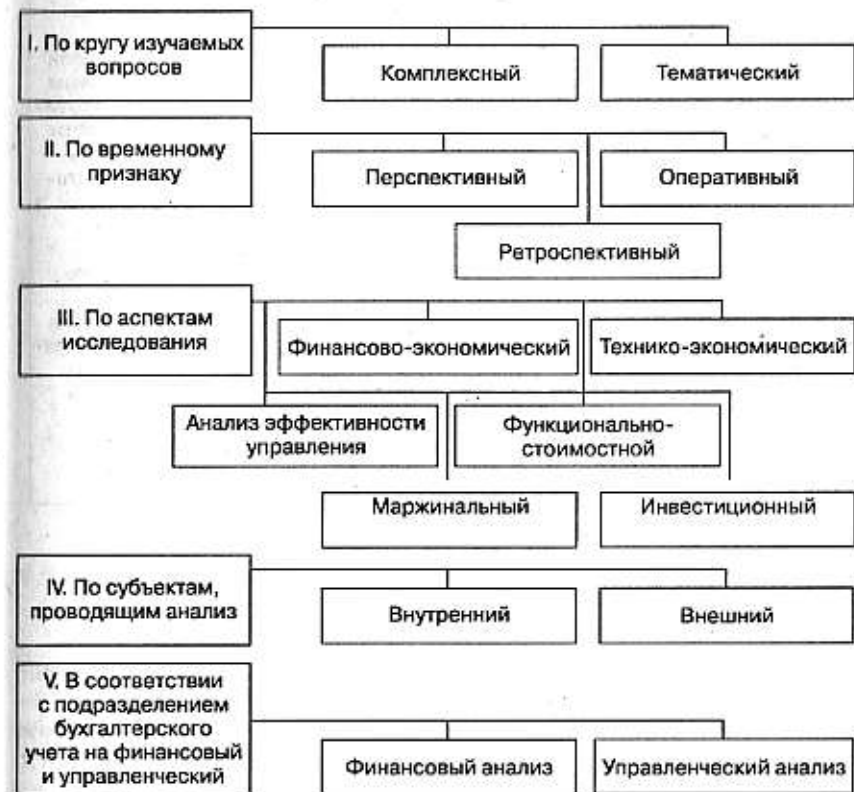 I. По кругу изучаемых
вопросов
Комплексный
Тематический
II. По временному
признаку
Перспективный
Оперативный
Ретроспективный
III. По аспектам
исследования
Финансово-экономический
Технико-экономический
Анализ эффективности
управления
Функционально-
стоимостной
Маржинальный
Инвестиционный
IV. По субъектам,
проводящим анализ
Внутренний
Внешний
V. В соответствии
с подразделением
бухгалтерского
учета на финансовый
и управленческий
Финансовый анализ
Управленческий анализ